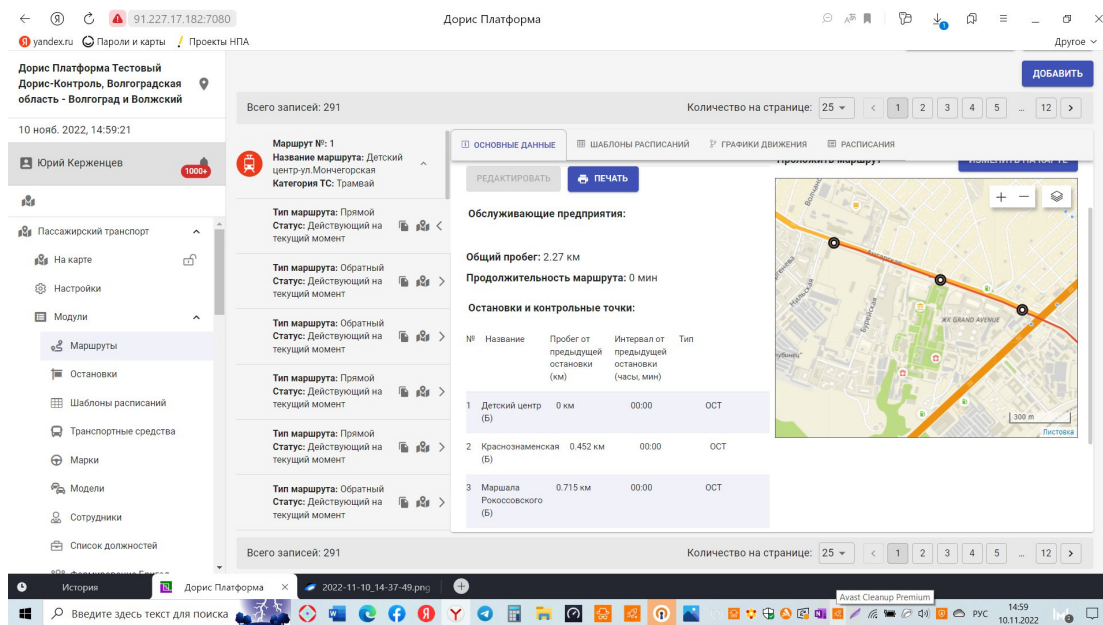 91.227.17.182:7080
Дорис Платформа
yandex.ru
Пароли и карты
Проекты НПА
Другое
Дорис Платформа Тестовый
Дорис-Контроль, Волгоградская
область - Волгоград и Волжский
10 нояб. 2022, 14:59:21
Юрий Керженцев
1000+
Пассажирский транспорт
На карте
Настройки
Модули
Маршруты
Остановки
Шаблоны расписаний
Транспортные средства
Марки
Модели
Сотрудники
Список должностей
ДОБАВИТЬ
Всего записей: 291
Количество на странице: 25
< 1 2 3 4 5 ... 12 >
Маршрут №: 1
Название маршрута: Детский
центр-ул.Мончегорская
Категория ТС: Трамвай
Тип маршрута: Прямой
Статус: Действующий на
текущий момент
Тип маршрута: Обратный
Статус: Действующий на
текущий момент
Тип маршрута: Обратный
Статус: Действующий на
текущий момент
Тип маршрута: Прямой
Статус: Действующий на
текущий момент
Тип маршрута: Прямой
Статус: Действующий на
текущий момент
Тип маршрута: Обратный
Статус: Действующий на
текущий момент
ОСНОВНЫЕ ДАННЫЕ
ШАБЛОНЫ РАСПИСАНИЙ
ГРАФИКИ ДВИЖЕНИЯ
РАСПИСАНИЯ
РЕДАКТИРОВАТЬ
ПЕЧАТЬ
Проложить маршрут
ИЗМЕНИТЬ НА КАРТЕ
Обслуживающие предприятия:
Общий пробег: 2.27 км
Продолжительность маршрута: 0 мин
Остановки и контрольные точки:
№ Название Пробег от предыдущей остановки (км) Интервал от предыдущей остановки (часы, мин) Тип
1 Детский центр (Б) 0 км 00:00 ОСТ
2 Краснознаменская (Б) 0.452 км 00:00 ОСТ
3 Маршала Рокоссовского (Б) 0.715 км 00:00 ОСТ
Ангарская
Бурейская
Нильская
ЖК GRAND AVENUE
+ −
300 m
Листовка
Всего записей: 291
Количество на странице: 25
< 1 2 3 4 5 ... 12 >
История
Дорис Платформа
2022-11-10_14-37-49.png
Avast Cleanup Premium
Введите здесь текст для поиска
РУС
14:59
10.11.2022